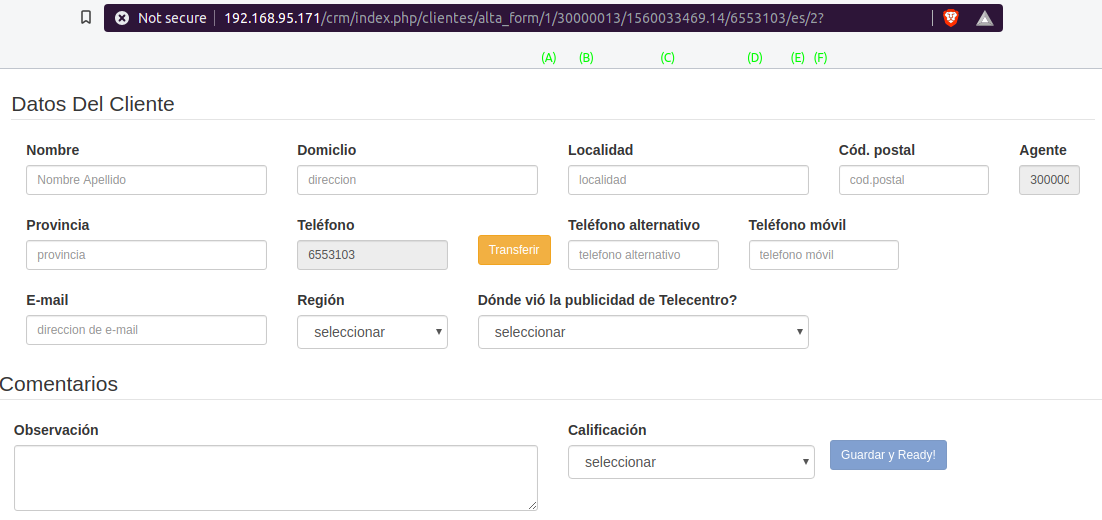 Not secure 192.168.95.171/crm/index.php/clientes/alta_form/1/30000013/1560033469.14/6553103/es/2?
(A) (B) (C) (D) (E) (F)
Datos Del Cliente
Nombre Domiclio Localidad Cód. postal Agente
Nombre Apellido direccion localidad cod.postal 300000
Provincia Teléfono Teléfono alternativo Teléfono móvil
provincia 6553103 Transferir telefono alternativo telefono móvil
E-mail Región Dónde vió la publicidad de Telecentro?
direccion de e-mail seleccionar seleccionar
Comentarios
Observación Calificación
seleccionar Guardar y Ready!